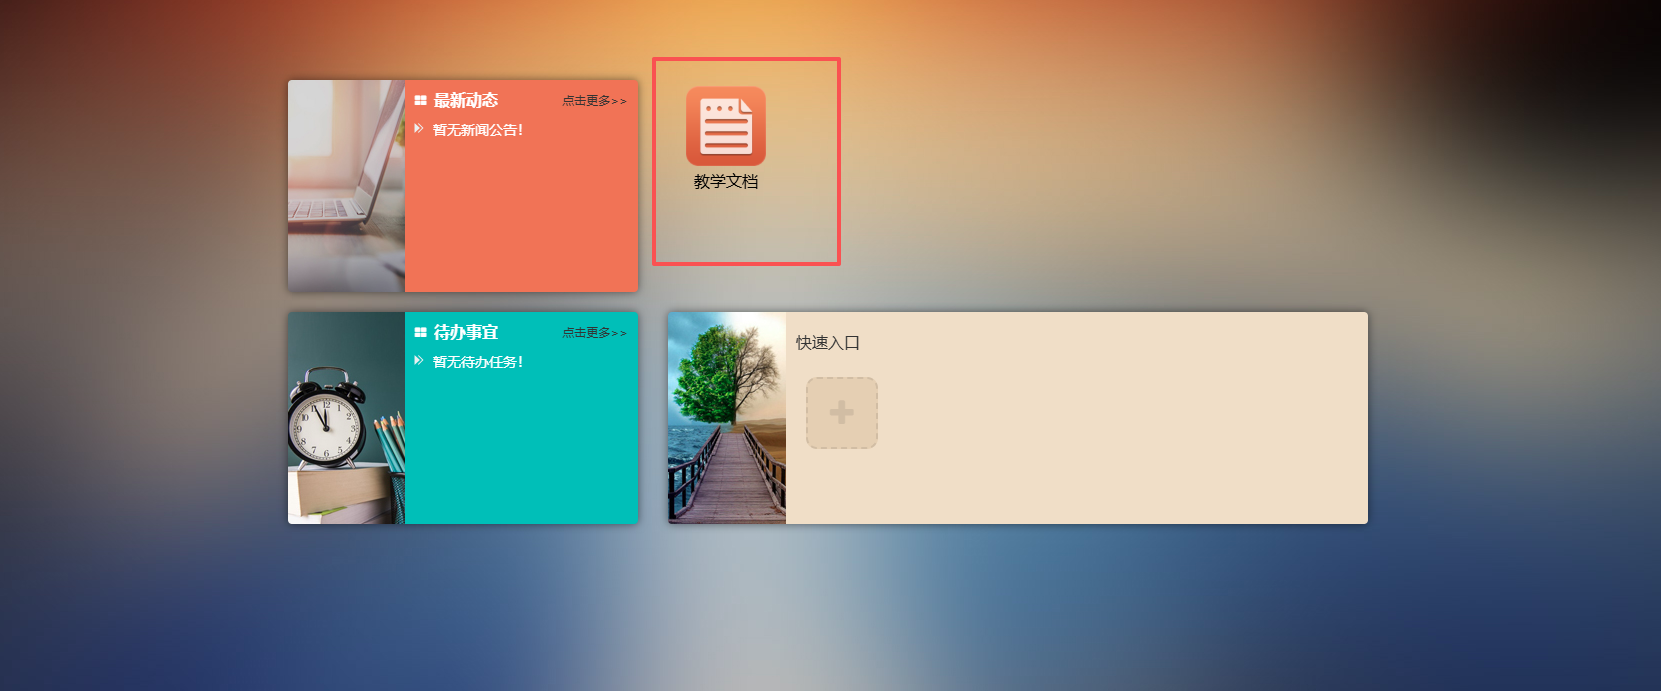 最新动态
点击更多>>
暂无新闻公告！
教学文档
待办事宜
点击更多>>
暂无待办任务！
快速入口